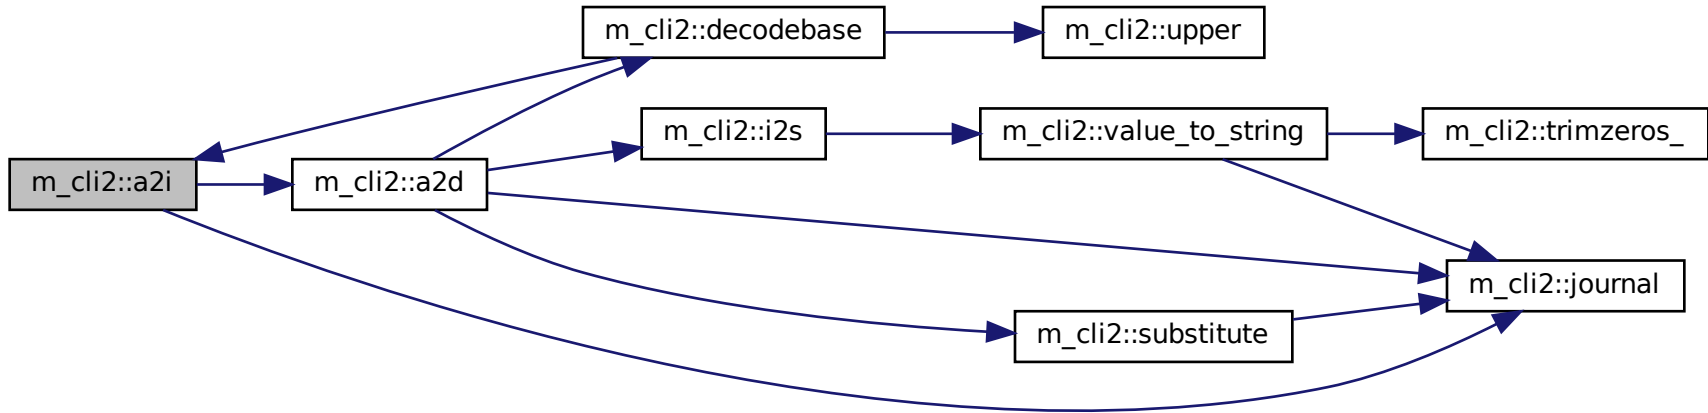 m_cli2::decodebase
m_cli2::upper
m_cli2::i2s
m_cli2::value_to_string
m_cli2::trimzeros_
m_cli2::a2i
m_cli2::a2d
m_cli2::journal
m_cli2::substitute